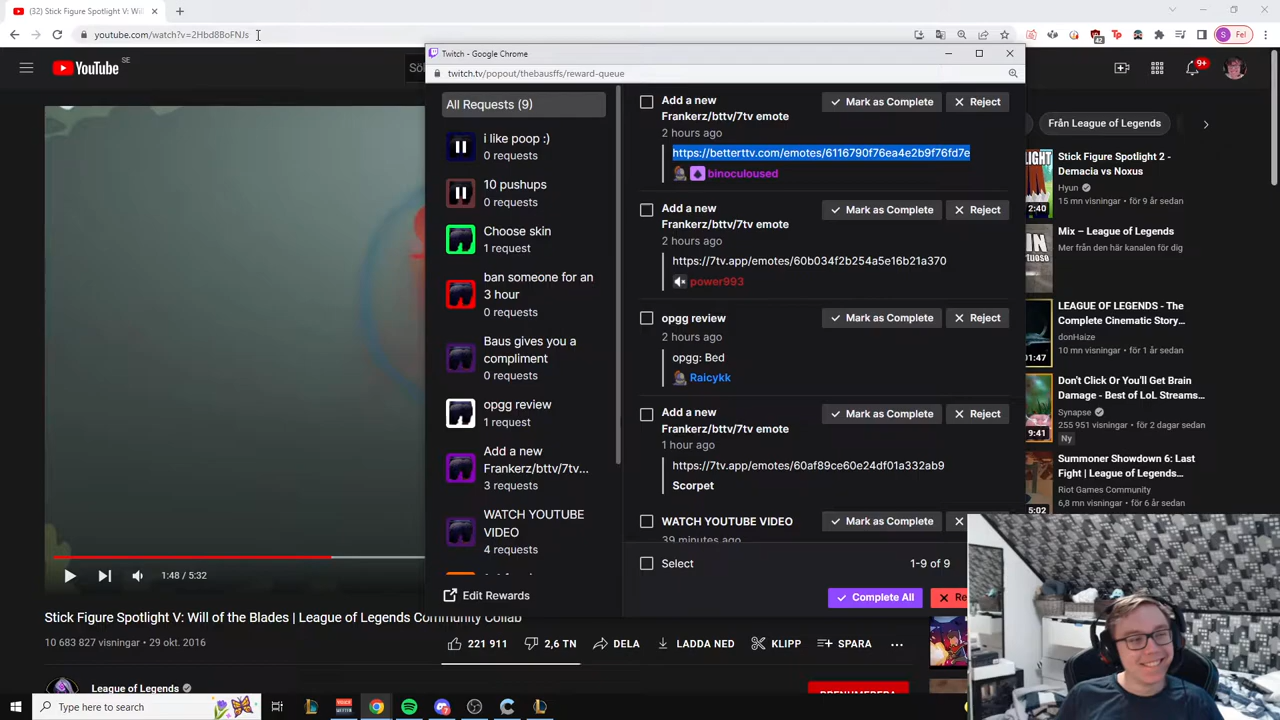 (32) Stick Figure Spotlight V: Wil
youtube.com/watch?v=2Hbd8BoFNJs
42
Fel
YouTube
SE
Sö
9+
Twitch - Google Chrome
twitch.tv/popout/thebausffs/reward-queue
All Requests (9)
i like poop :)
0 requests
10 pushups
0 requests
Choose skin
1 request
ban someone for an
3 hour
0 requests
Baus gives you a
compliment
0 requests
opgg review
1 request
Add a new
Frankerz/bttv/7tv...
3 requests
WATCH YOUTUBE
VIDEO
4 requests
Edit Rewards
Add a new
Frankerz/bttv/7tv emote
2 hours ago
Mark as Complete
Reject
https://betterttv.com/emotes/6116790f76ea4e2b9f76fd7e
binoculoused
Add a new
Frankerz/bttv/7tv emote
2 hours ago
Mark as Complete
Reject
https://7tv.app/emotes/60b034f2b254a5e16b21a370
power993
opgg review
Mark as Complete
Reject
2 hours ago
opgg: Bed
Raicykk
Add a new
Frankerz/bttv/7tv emote
1 hour ago
Mark as Complete
Reject
https://7tv.app/emotes/60af89ce60e24df01a332ab9
Scorpet
WATCH YOUTUBE VIDEO
Mark as Complete
39 minutes ago
Select
1-9 of 9
Complete All
Re
Från League of Legends
Stick Figure Spotlight 2 -
Demacia vs Noxus
Hyun
15 mn visningar • för 9 år sedan
2:40
Mix – League of Legends
Mer från den här kanalen för dig
LEAGUE OF LEGENDS - The
Complete Cinematic Story...
donHaize
10 mn visningar • för 1 år sedan
01:47
Don't Click Or You'll Get Brain
Damage - Best of LoL Streams...
Synapse
255 951 visningar • för 2 dagar sedan
Ny
9:41
Summoner Showdown 6: Last
Fight | League of Legends...
Riot Games Community
6,8 mn visningar • för 6 år sedan
5:02
1:48 / 5:32
Stick Figure Spotlight V: Will of the Blades | League of Legends Community Collab
10 683 827 visningar • 29 okt. 2016
221 911
2,6 TN
DELA
LADDA NED
KLIPP
SPARA
League of Legends
PRENUMERERA
Type here to search